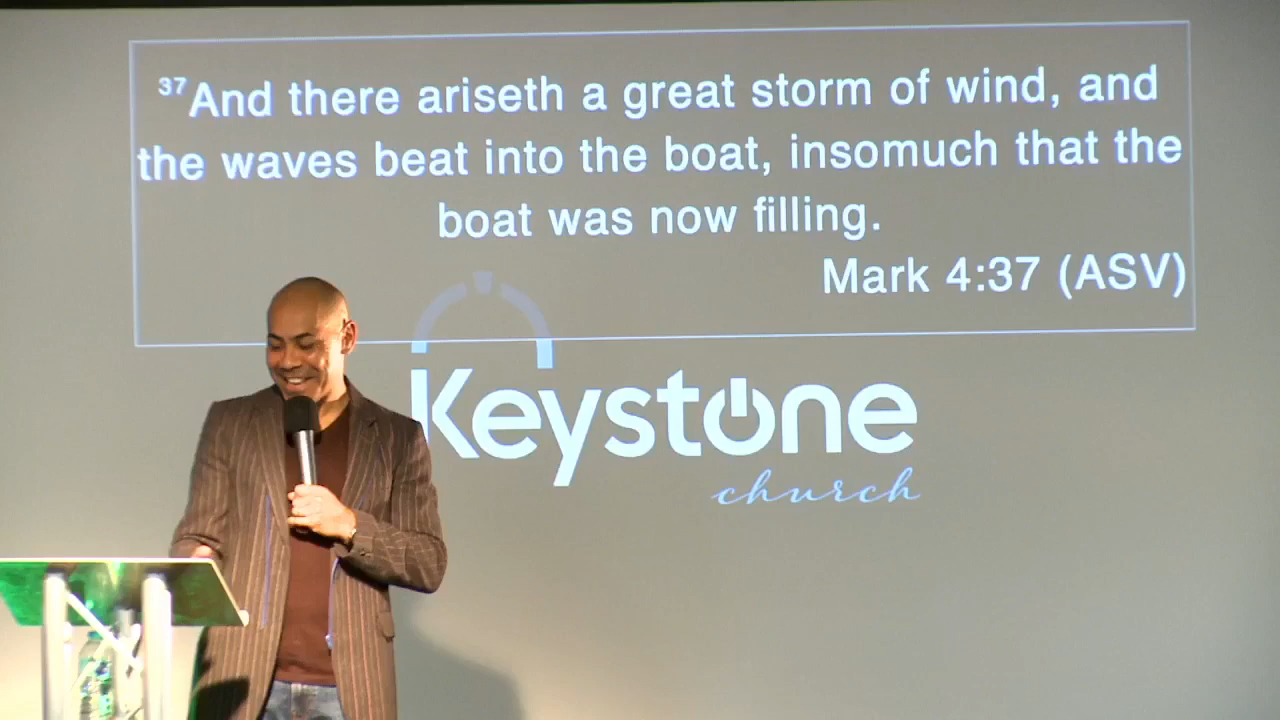 ³⁷And there ariseth a great storm of wind, and
the waves beat into the boat, insomuch that the
boat was now filling.
Mark 4:37 (ASV)
Keystone
church